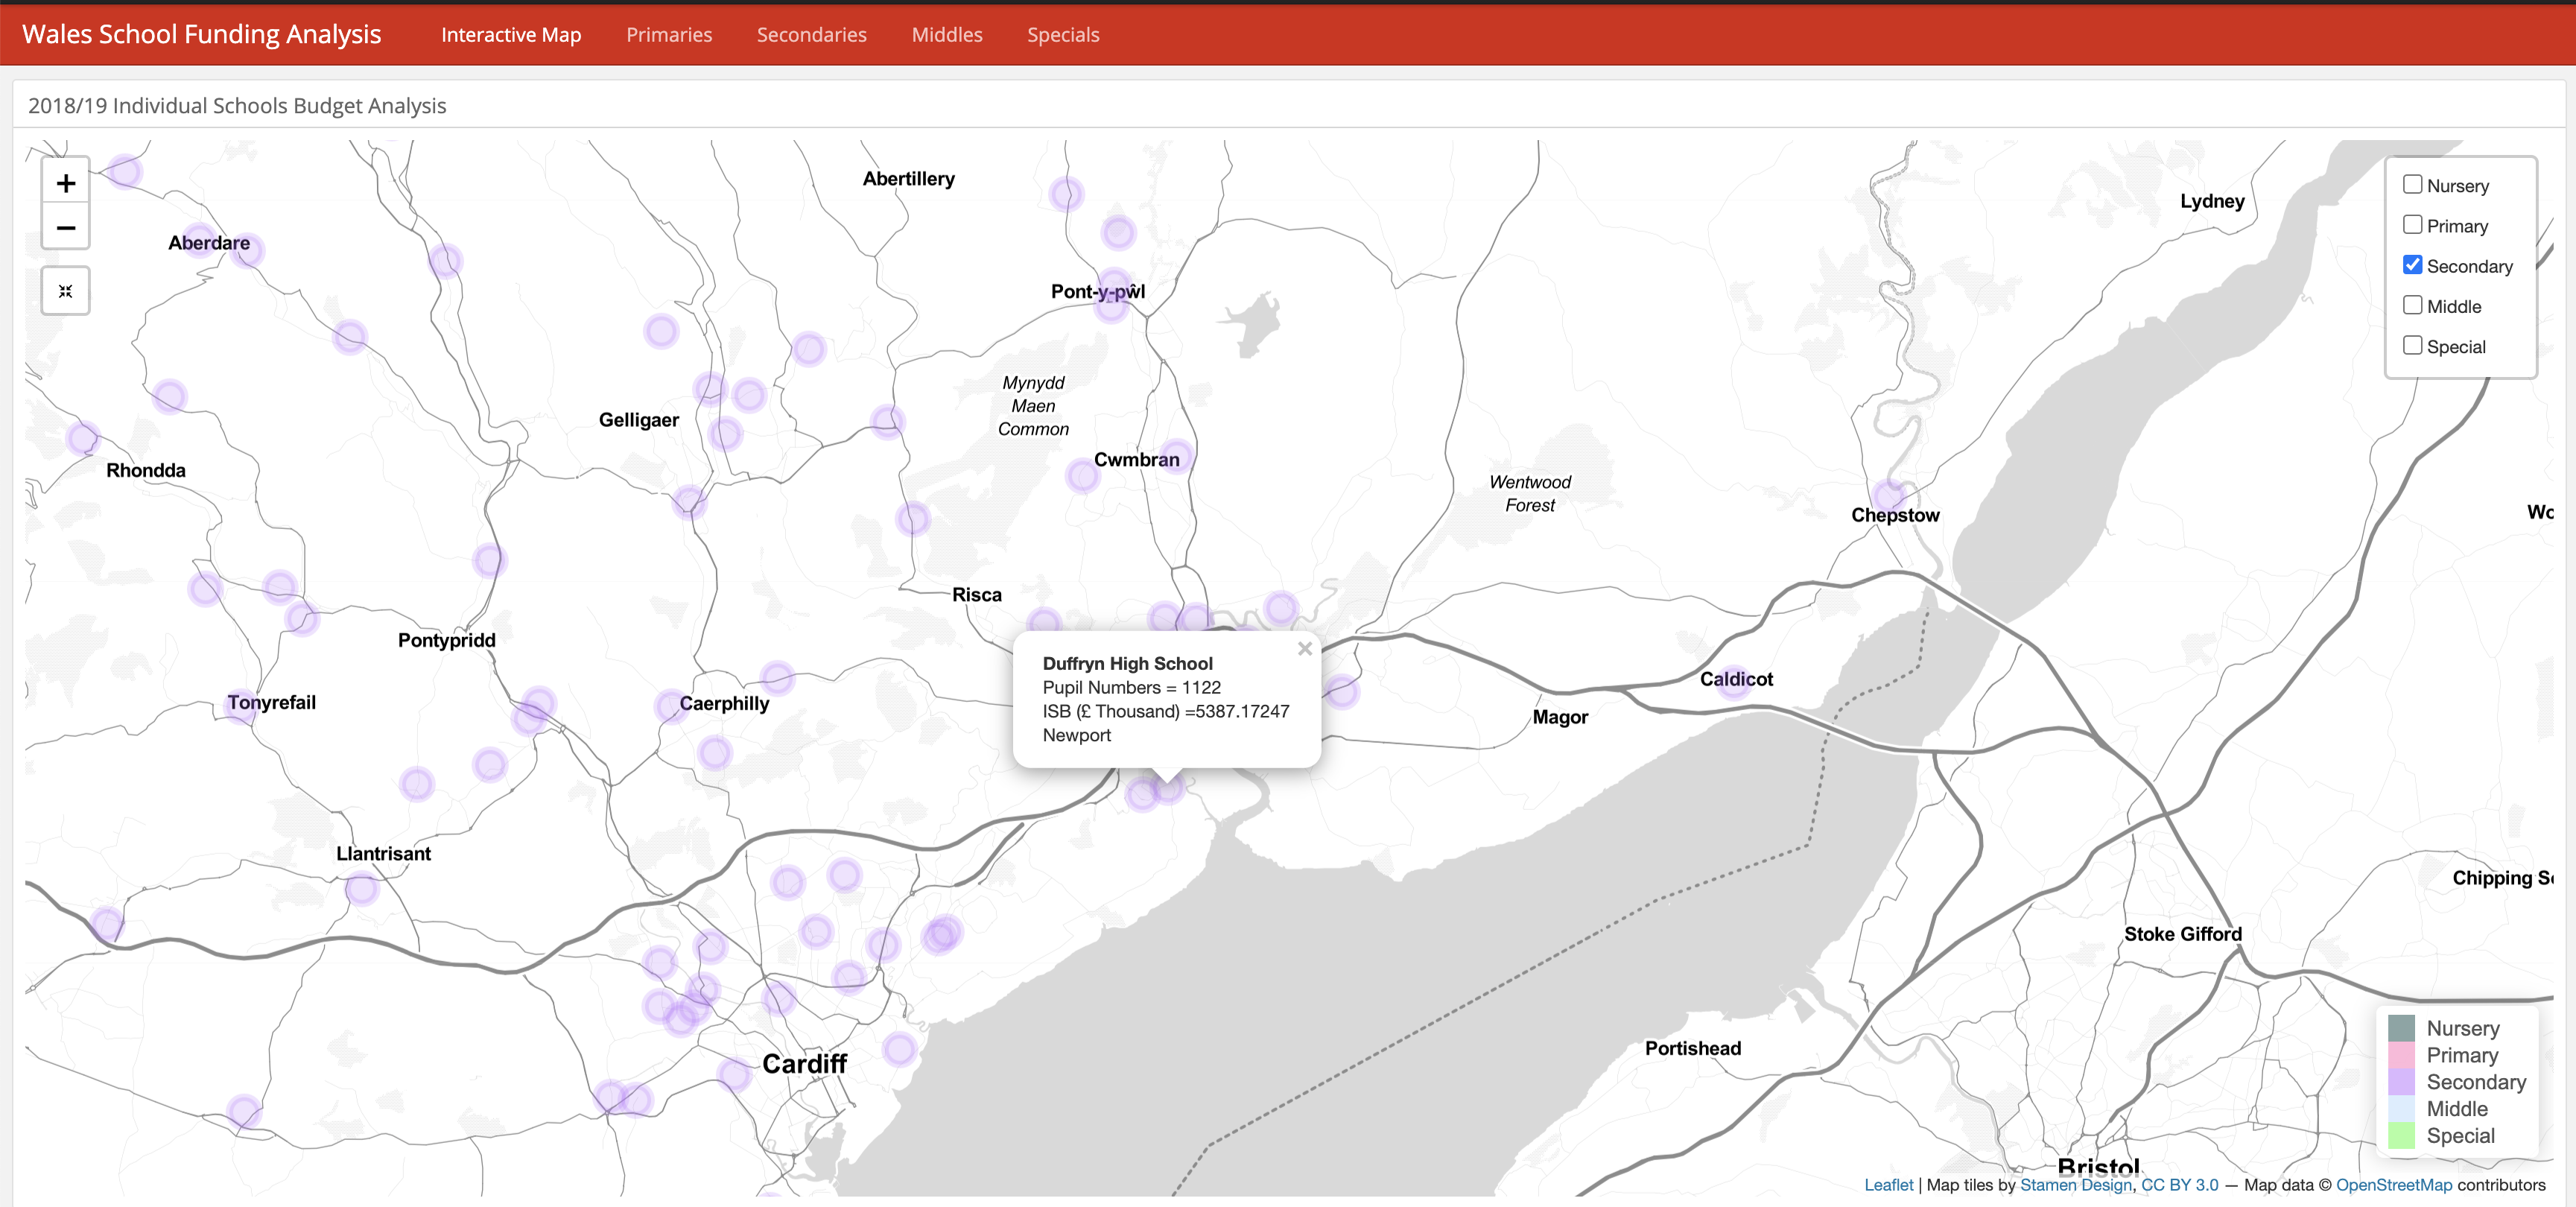 Wales School Funding Analysis
Interactive Map
Primaries
Secondaries
Middles
Specials
2018/19 Individual Schools Budget Analysis
+
−
Abertillery
Lydney
Aberdare
Pont-y-pŵl
Mynydd
Maen
Common
Gelligaer
Cwmbran
Rhondda
Wentwood
Forest
Chepstow
Risca
Pontypridd
Tonyrefail
Caerphilly
Duffryn High School
Pupil Numbers = 1122
ISB (£ Thousand) =5387.17247
Newport
×
Caldicot
Magor
Llantrisant
Stoke Gifford
Portishead
Cardiff
Bristol
Chipping
Nursery
Primary
Secondary
Middle
Special
Nursery
Primary
Secondary
Middle
Special
Leaflet | Map tiles by Stamen Design, CC BY 3.0 — Map data © OpenStreetMap contributors